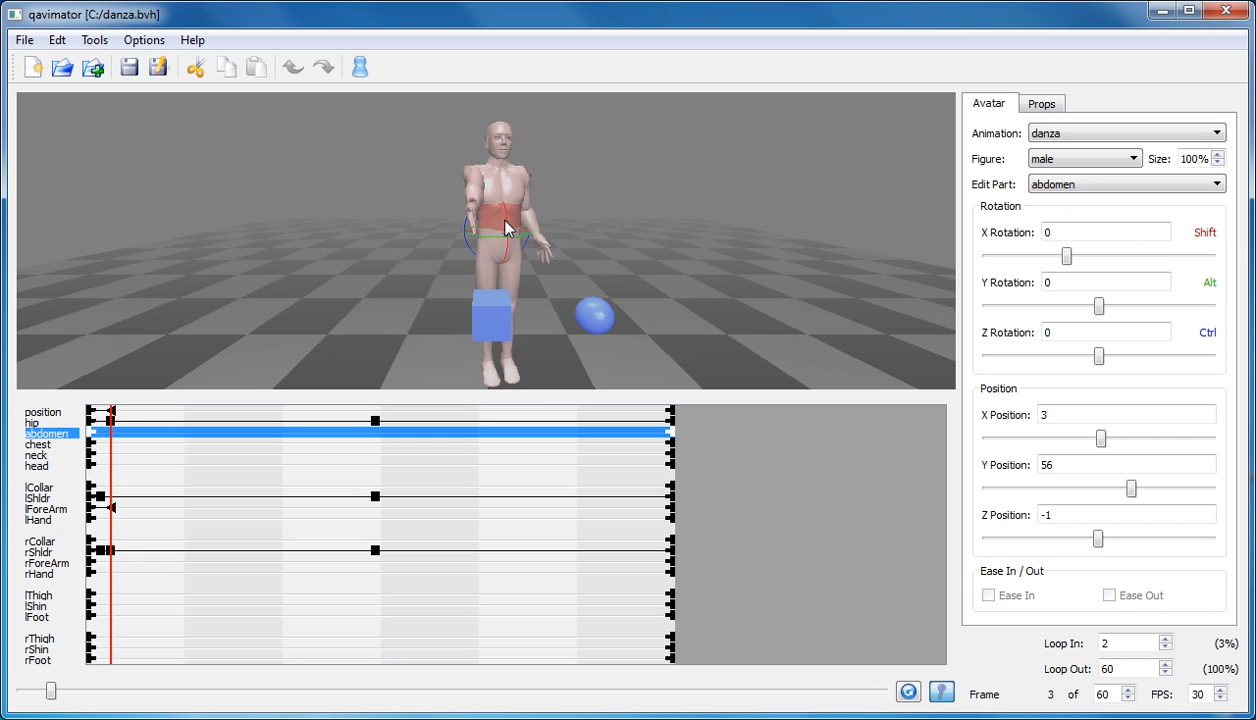 qavimator [C:/danza.bvh]
File Edt Tools Options Help
Avatar Props
Animation: danza
Figure: male Size: 100%
Edit Part: abdomen
Rotation
X Rotation: 0 Shift
Y Rotation: 0 Alt
Z Rotation: 0 Ctrl
Position
X Position: 3
Y Position: 56
Z Position: -1
Ease In / Out
Ease In Ease Out
position
hip
abdomen
chest
neck
head
lCollar
lShldr
lForeArm
lHand
rCollar
rShldr
rForeArm
rHand
lThigh
lShin
lFoot
rThigh
rShin
rFoot
Loop In: 2 (3%)
Loop Out: 60 (100%)
Frame 3 of 60 FPS: 30